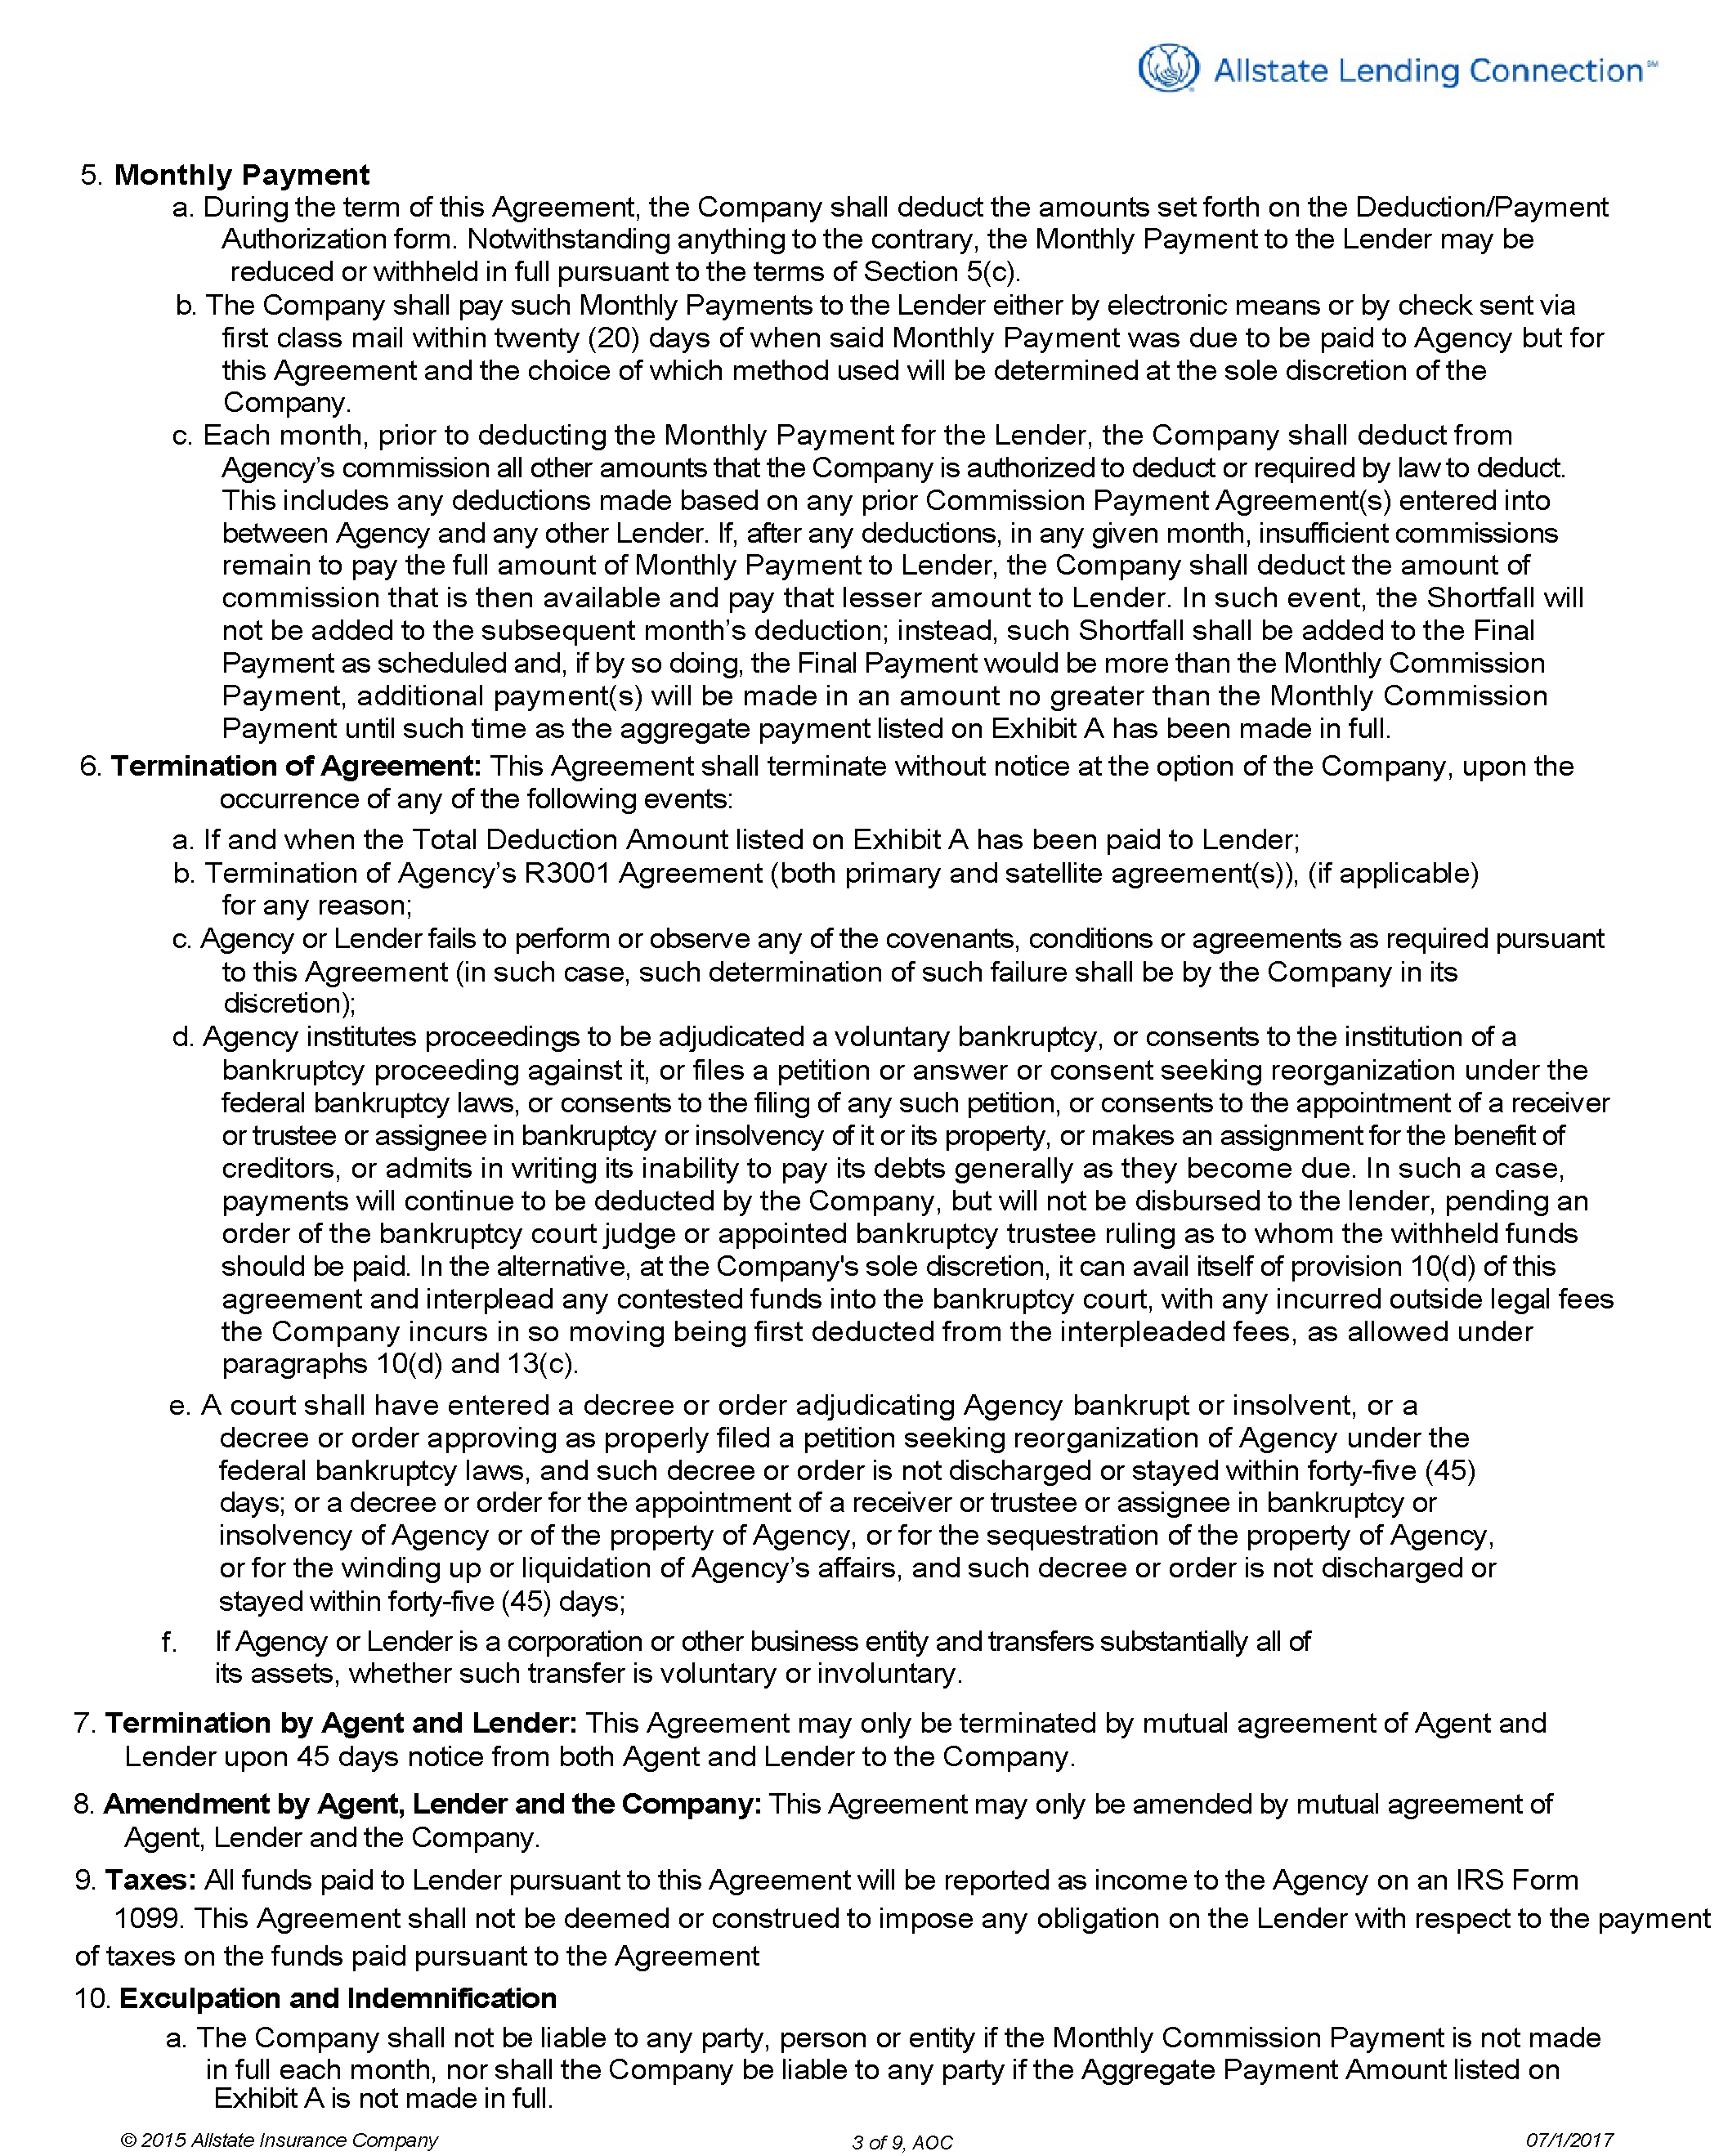 Allstate Lending Connection℠
5. Monthly Payment
a. During the term of this Agreement, the Company shall deduct the amounts set forth on the Deduction/Payment
Authorization form. Notwithstanding anything to the contrary, the Monthly Payment to the Lender may be
reduced or withheld in full pursuant to the terms of Section 5(c).
b. The Company shall pay such Monthly Payments to the Lender either by electronic means or by check sent via
first class mail within twenty (20) days of when said Monthly Payment was due to be paid to Agency but for
this Agreement and the choice of which method used will be determined at the sole discretion of the
Company.
c. Each month, prior to deducting the Monthly Payment for the Lender, the Company shall deduct from
Agency’s commission all other amounts that the Company is authorized to deduct or required by law to deduct.
This includes any deductions made based on any prior Commission Payment Agreement(s) entered into
between Agency and any other Lender. If, after any deductions, in any given month, insufficient commissions
remain to pay the full amount of Monthly Payment to Lender, the Company shall deduct the amount of
commission that is then available and pay that lesser amount to Lender. In such event, the Shortfall will
not be added to the subsequent month’s deduction; instead, such Shortfall shall be added to the Final
Payment as scheduled and, if by so doing, the Final Payment would be more than the Monthly Commission
Payment, additional payment(s) will be made in an amount no greater than the Monthly Commission
Payment until such time as the aggregate payment listed on Exhibit A has been made in full.
6. Termination of Agreement: This Agreement shall terminate without notice at the option of the Company, upon the
occurrence of any of the following events:
a. If and when the Total Deduction Amount listed on Exhibit A has been paid to Lender;
b. Termination of Agency’s R3001 Agreement (both primary and satellite agreement(s)), (if applicable)
for any reason;
c. Agency or Lender fails to perform or observe any of the covenants, conditions or agreements as required pursuant
to this Agreement (in such case, such determination of such failure shall be by the Company in its
discretion);
d. Agency institutes proceedings to be adjudicated a voluntary bankruptcy, or consents to the institution of a
bankruptcy proceeding against it, or files a petition or answer or consent seeking reorganization under the
federal bankruptcy laws, or consents to the filing of any such petition, or consents to the appointment of a receiver
or trustee or assignee in bankruptcy or insolvency of it or its property, or makes an assignment for the benefit of
creditors, or admits in writing its inability to pay its debts generally as they become due. In such a case,
payments will continue to be deducted by the Company, but will not be disbursed to the lender, pending an
order of the bankruptcy court judge or appointed bankruptcy trustee ruling as to whom the withheld funds
should be paid. In the alternative, at the Company's sole discretion, it can avail itself of provision 10(d) of this
agreement and interplead any contested funds into the bankruptcy court, with any incurred outside legal fees
the Company incurs in so moving being first deducted from the interpleaded fees, as allowed under
paragraphs 10(d) and 13(c).
e. A court shall have entered a decree or order adjudicating Agency bankrupt or insolvent, or a
decree or order approving as properly filed a petition seeking reorganization of Agency under the
federal bankruptcy laws, and such decree or order is not discharged or stayed within forty-five (45)
days; or a decree or order for the appointment of a receiver or trustee or assignee in bankruptcy or
insolvency of Agency or of the property of Agency, or for the sequestration of the property of Agency,
or for the winding up or liquidation of Agency’s affairs, and such decree or order is not discharged or
stayed within forty-five (45) days;
f. If Agency or Lender is a corporation or other business entity and transfers substantially all of
its assets, whether such transfer is voluntary or involuntary.
7. Termination by Agent and Lender: This Agreement may only be terminated by mutual agreement of Agent and
Lender upon 45 days notice from both Agent and Lender to the Company.
8. Amendment by Agent, Lender and the Company: This Agreement may only be amended by mutual agreement of
Agent, Lender and the Company.
9. Taxes: All funds paid to Lender pursuant to this Agreement will be reported as income to the Agency on an IRS Form
1099. This Agreement shall not be deemed or construed to impose any obligation on the Lender with respect to the payment
of taxes on the funds paid pursuant to the Agreement
10. Exculpation and Indemnification
a. The Company shall not be liable to any party, person or entity if the Monthly Commission Payment is not made
in full each month, nor shall the Company be liable to any party if the Aggregate Payment Amount listed on
Exhibit A is not made in full.
© 2015 Allstate Insurance Company 3 of 9, AOC 07/1/2017